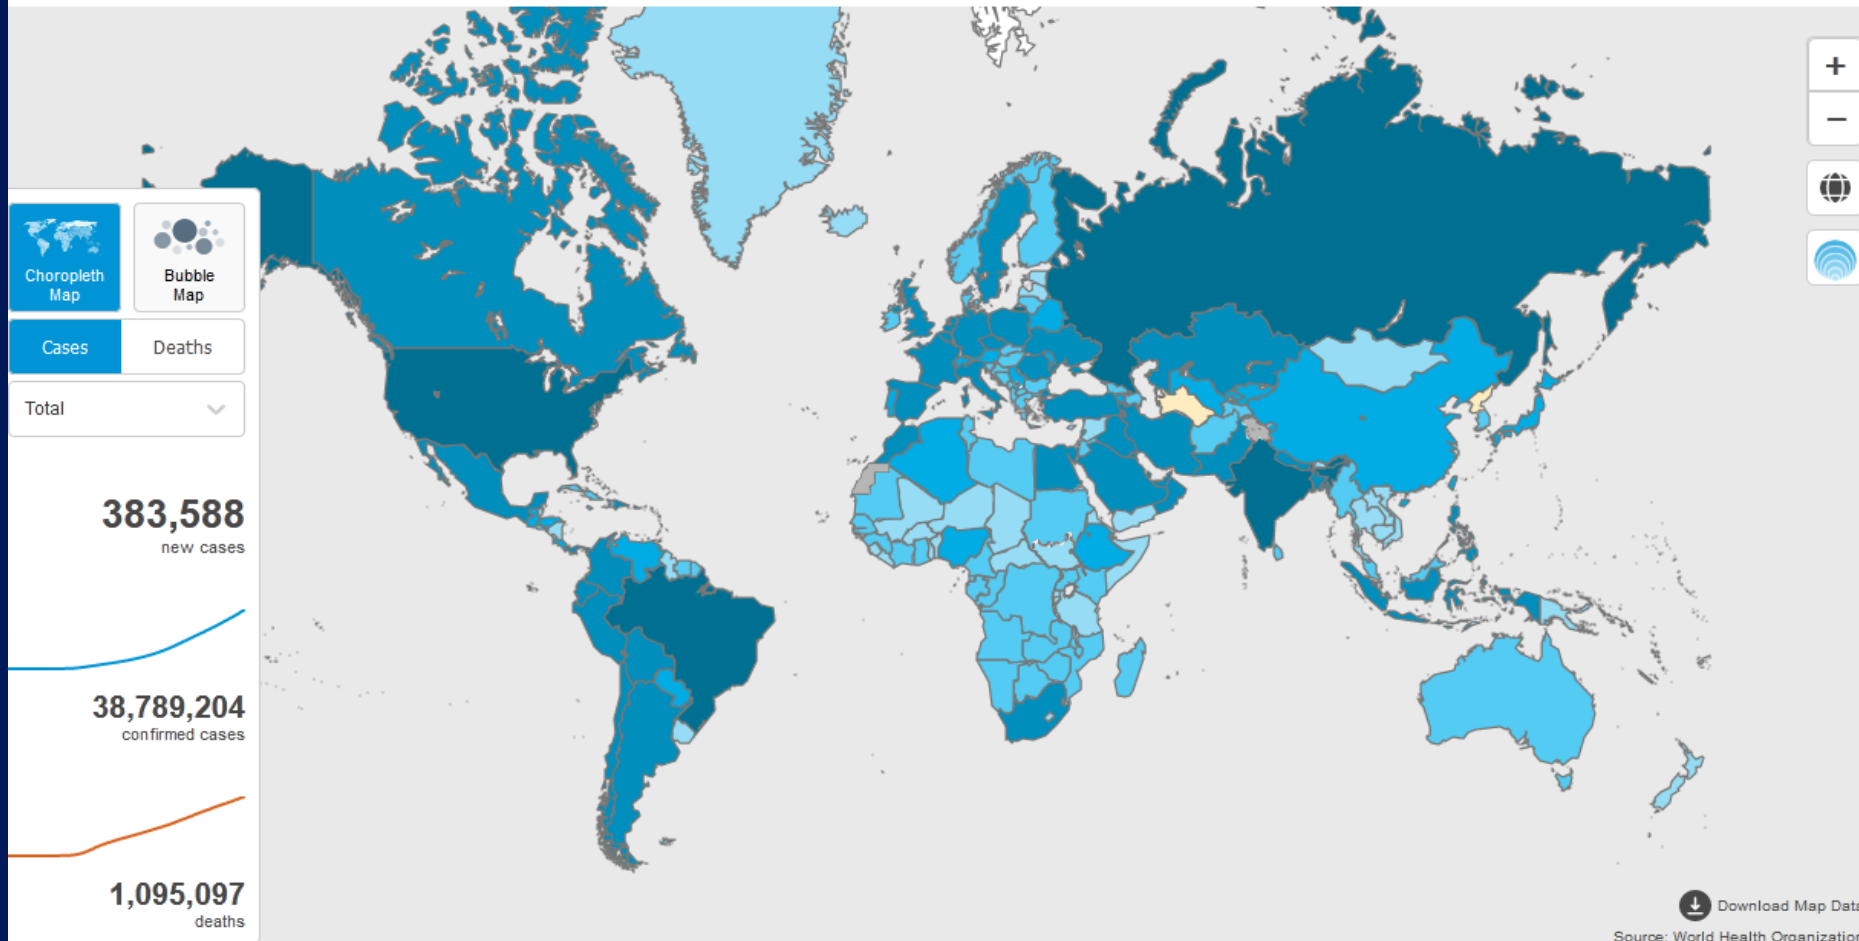 Choropleth
Map
Bubble
Map
Cases
Deaths
Total
383,588
new cases
38,789,204
confirmed cases
1,095,097
deaths
+
−
Download Map Data
Source: World Health Organization